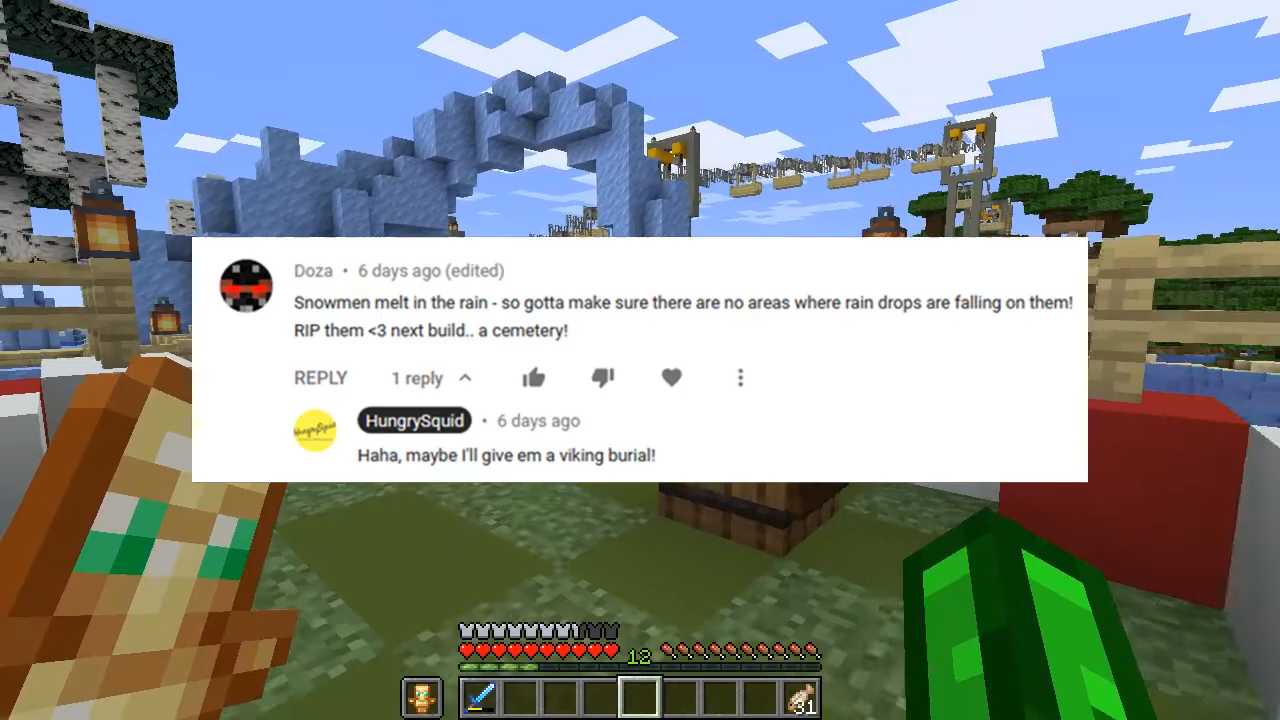 Doza • 6 days ago (edited)
Snowmen melt in the rain - so gotta make sure there are no areas where rain drops are falling on them!
RIP them <3 next build.. a cemetery!
REPLY 1 reply
HungrySquid
HungrySquid • 6 days ago
Haha, maybe I'll give em a viking burial!
12
31